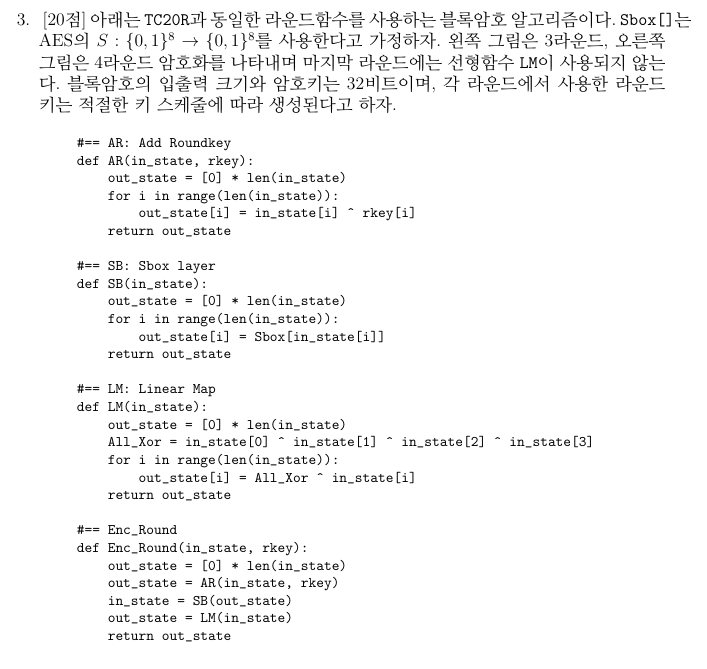 3. [20점] 아래는 TC20R과 동일한 라운드함수를 사용하는 블록암호 알고리즘이다. Sbox[]는
AES의 S : {0, 1}⁸ → {0, 1}⁸를 사용한다고 가정하자. 왼쪽 그림은 3라운드, 오른쪽
그림은 4라운드 암호화를 나타내며 마지막 라운드에는 선형함수 LM이 사용되지 않는
다. 블록암호의 입출력 크기와 암호키는 32비트이며, 각 라운드에서 사용한 라운드
키는 적절한 키 스케줄에 따라 생성된다고 하자.
#== AR: Add Roundkey
def AR(in_state, rkey):
    out_state = [0] * len(in_state)
    for i in range(len(in_state)):
        out_state[i] = in_state[i] ^ rkey[i]
    return out_state
#== SB: Sbox layer
def SB(in_state):
    out_state = [0] * len(in_state)
    for i in range(len(in_state)):
        out_state[i] = Sbox[in_state[i]]
    return out_state
#== LM: Linear Map
def LM(in_state):
    out_state = [0] * len(in_state)
    All_Xor = in_state[0] ^ in_state[1] ^ in_state[2] ^ in_state[3]
    for i in range(len(in_state)):
        out_state[i] = All_Xor ^ in_state[i]
    return out_state
#== Enc_Round
def Enc_Round(in_state, rkey):
    out_state = [0] * len(in_state)
    out_state = AR(in_state, rkey)
    in_state = SB(out_state)
    out_state = LM(in_state)
    return out_state